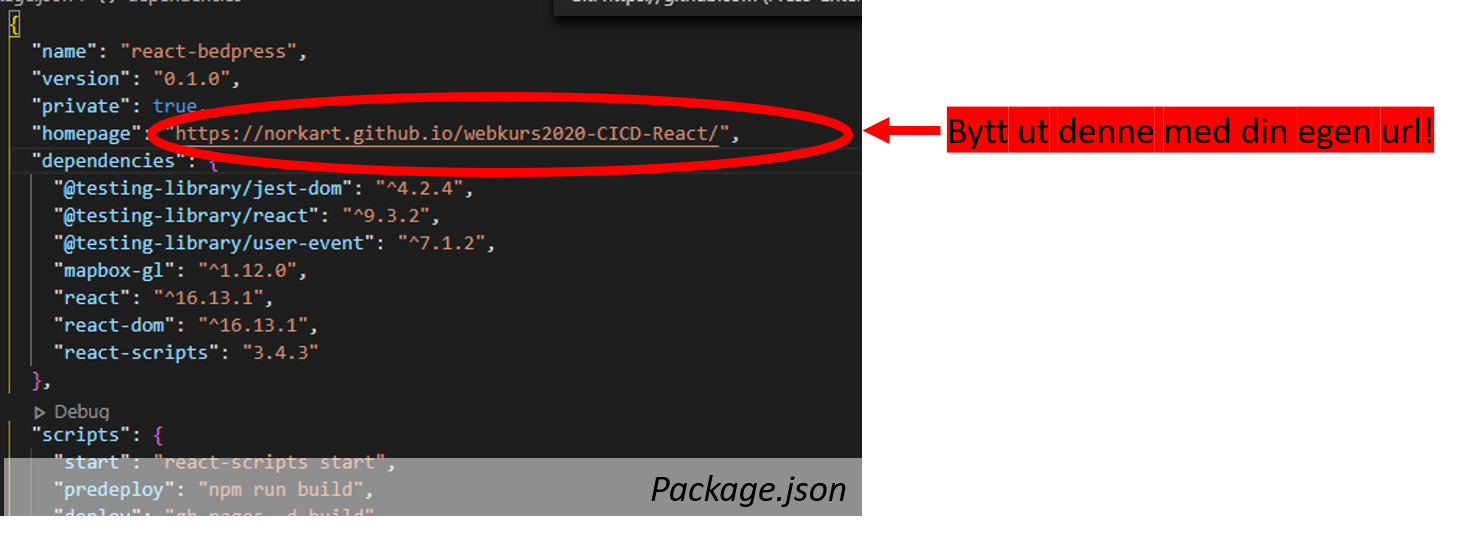 {
"name": "react-bedpress",
"version": "0.1.0",
"private": true,
"homepage": "https://norkart.github.io/webkurs2020-CICD-React/",
Bytt ut denne med din egen url!
"dependencies": {
"@testing-library/jest-dom": "^4.2.4",
"@testing-library/react": "^9.3.2",
"@testing-library/user-event": "^7.1.2",
"mapbox-gl": "^1.12.0",
"react": "^16.13.1",
"react-dom": "^16.13.1",
"react-scripts": "3.4.3"
},
Debug
"scripts": {
"start": "react-scripts start",
"predeploy": "npm run build",
Package.json
"deploy": "gh-pages -d build"